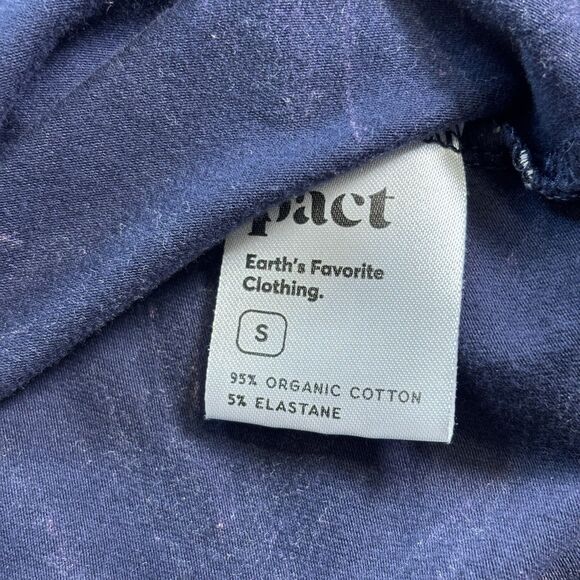 pact
Earth's Favorite
Clothing.
S
95% ORGANIC COTTON
5% ELASTANE